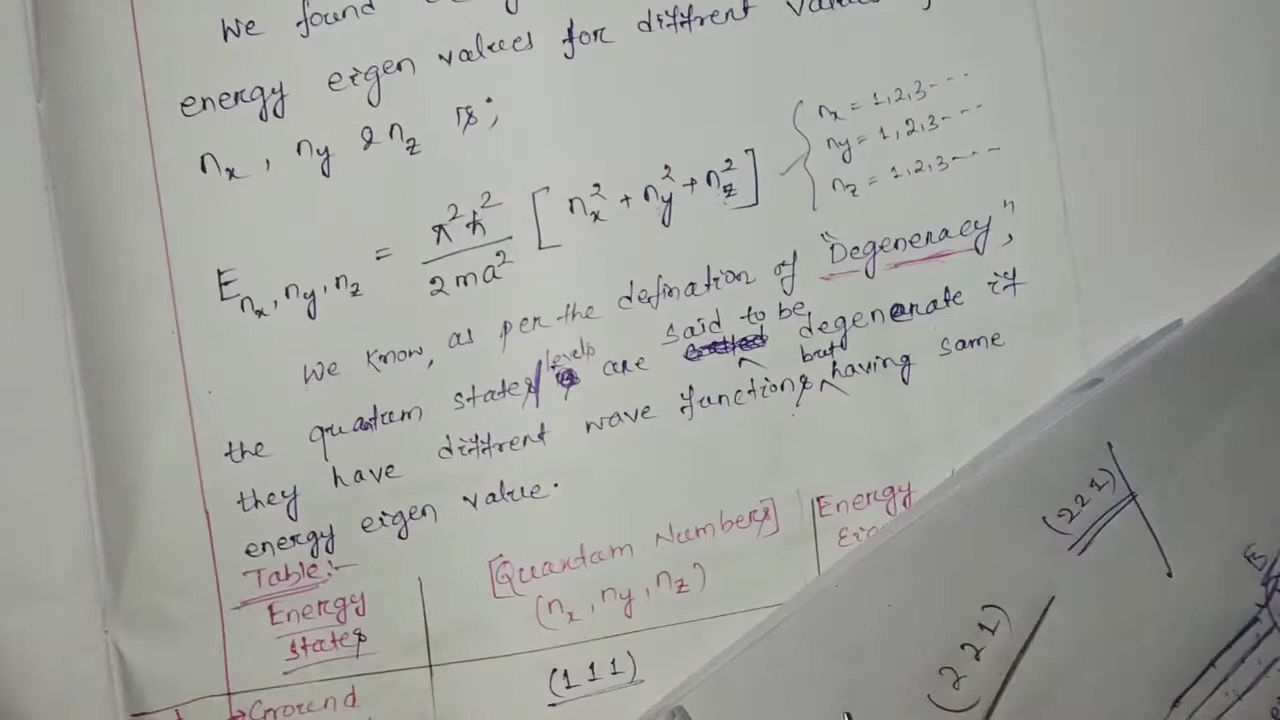 We found
energy eigen values for different values
nx, ny & nz is;
E nx, ny, nz = π²ħ² / 2ma² [nx² + ny² + nz²]
nx = 1,2,3---
ny = 1,2,3---
nz = 1,2,3---
We know, as per the defination of "Degeneracy",
the quantum states/levels are said to be degenerate if
they have different wave functions but having same
energy eigen value.
Table:-
Energy states
[Quantum Numbers]
(nx, ny, nz)
Energy
Ground
(1 1 1)
(2 2 1)
(2 2 1)